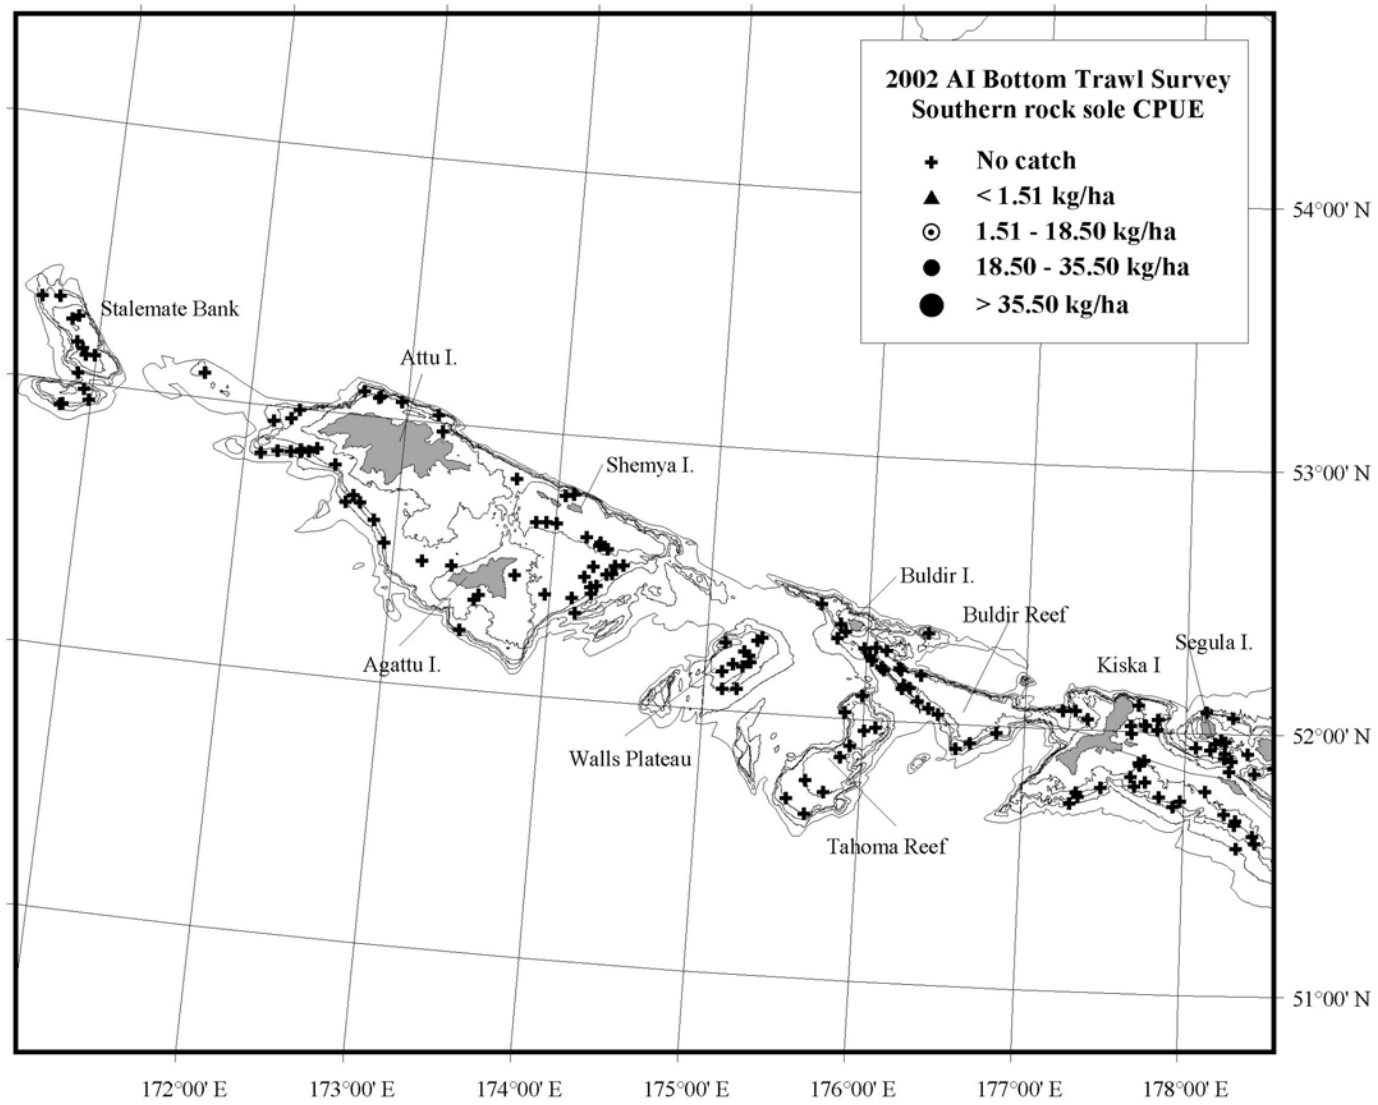 2002 AI Bottom Trawl Survey
Southern rock sole CPUE
No catch
< 1.51 kg/ha
1.51 - 18.50 kg/ha
18.50 - 35.50 kg/ha
> 35.50 kg/ha
54°00' N
Stalemate Bank
Attu I.
Shemya I.
53°00' N
Buldir I.
Buldir Reef
Segula I.
Agattu I.
Kiska I
52°00' N
Walls Plateau
Tahoma Reef
51°00' N
172°00' E
173°00' E
174°00' E
175°00' E
176°00' E
177°00' E
178°00' E